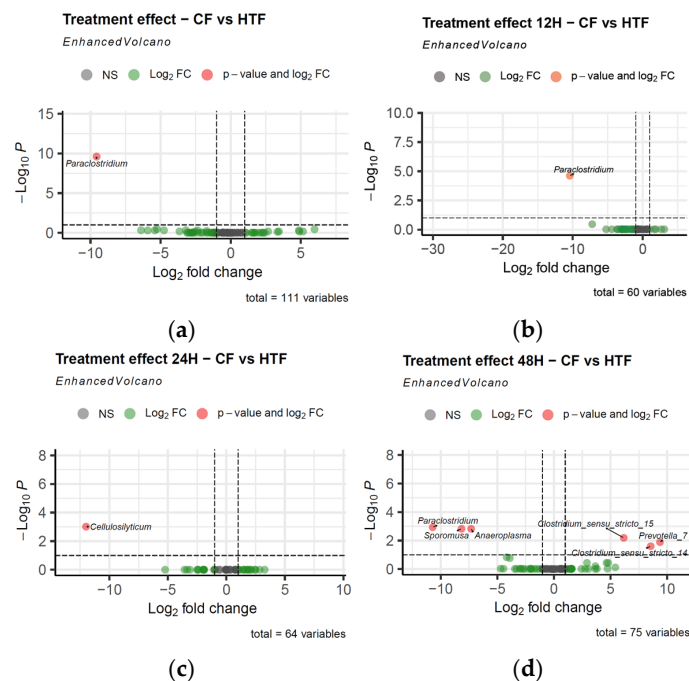 Treatment effect − CF vs HTF
EnhancedVolcano
NS Log2 FC p − value and log2 FC
15
10
5
0
−Log10 P
Paraclostridium
−10 −5 0 5
Log2 fold change
total = 111 variables
(a)
Treatment effect 12H − CF vs HTF
EnhancedVolcano
NS Log2 FC p − value and log2 FC
10.0
7.5
5.0
2.5
0.0
−Log10 P
Paraclostridium
−30 −20 −10 0
Log2 fold change
total = 60 variables
(b)
Treatment effect 24H − CF vs HTF
EnhancedVolcano
NS Log2 FC p − value and log2 FC
8
6
4
2
0
−Log10 P
Cellulosilyticum
−10 −5 0 5 10
Log2 fold change
total = 64 variables
(c)
Treatment effect 48H − CF vs HTF
EnhancedVolcano
NS Log2 FC p − value and log2 FC
8
6
4
2
0
−Log10 P
Paraclostridium
Sporomusa Anaeroplasma
Clostridium_sensu_stricto_15
Prevotella_7
Clostridium_sensu_stricto_14
−10 −5 0 5 10
Log2 fold change
total = 75 variables
(d)